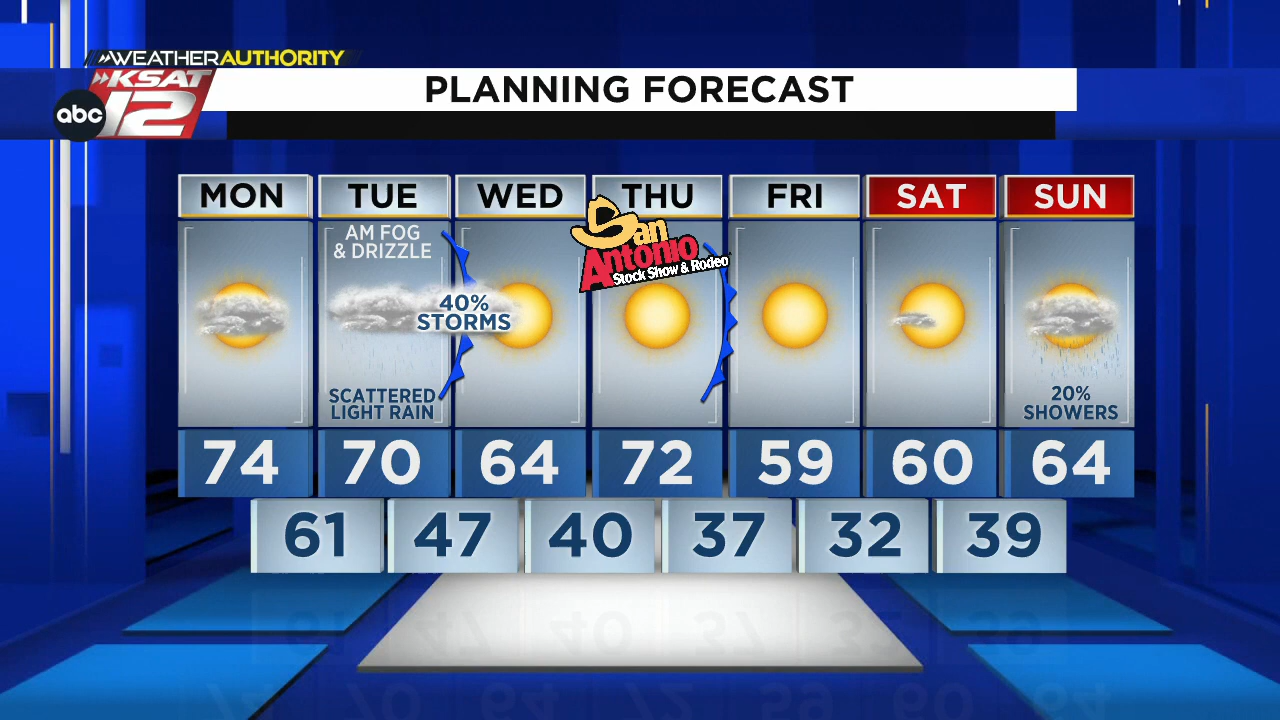 WEATHERAUTHORITY
KSAT
abc 12
PLANNING FORECAST
MON TUE WED THU FRI SAT SUN
AM FOG
& DRIZZLE
San
Antonio
Stock Show & Rodeo
40%
STORMS
SCATTERED
LIGHT RAIN
20%
SHOWERS
74 70 64 72 59 60 64
61 47 40 37 32 39